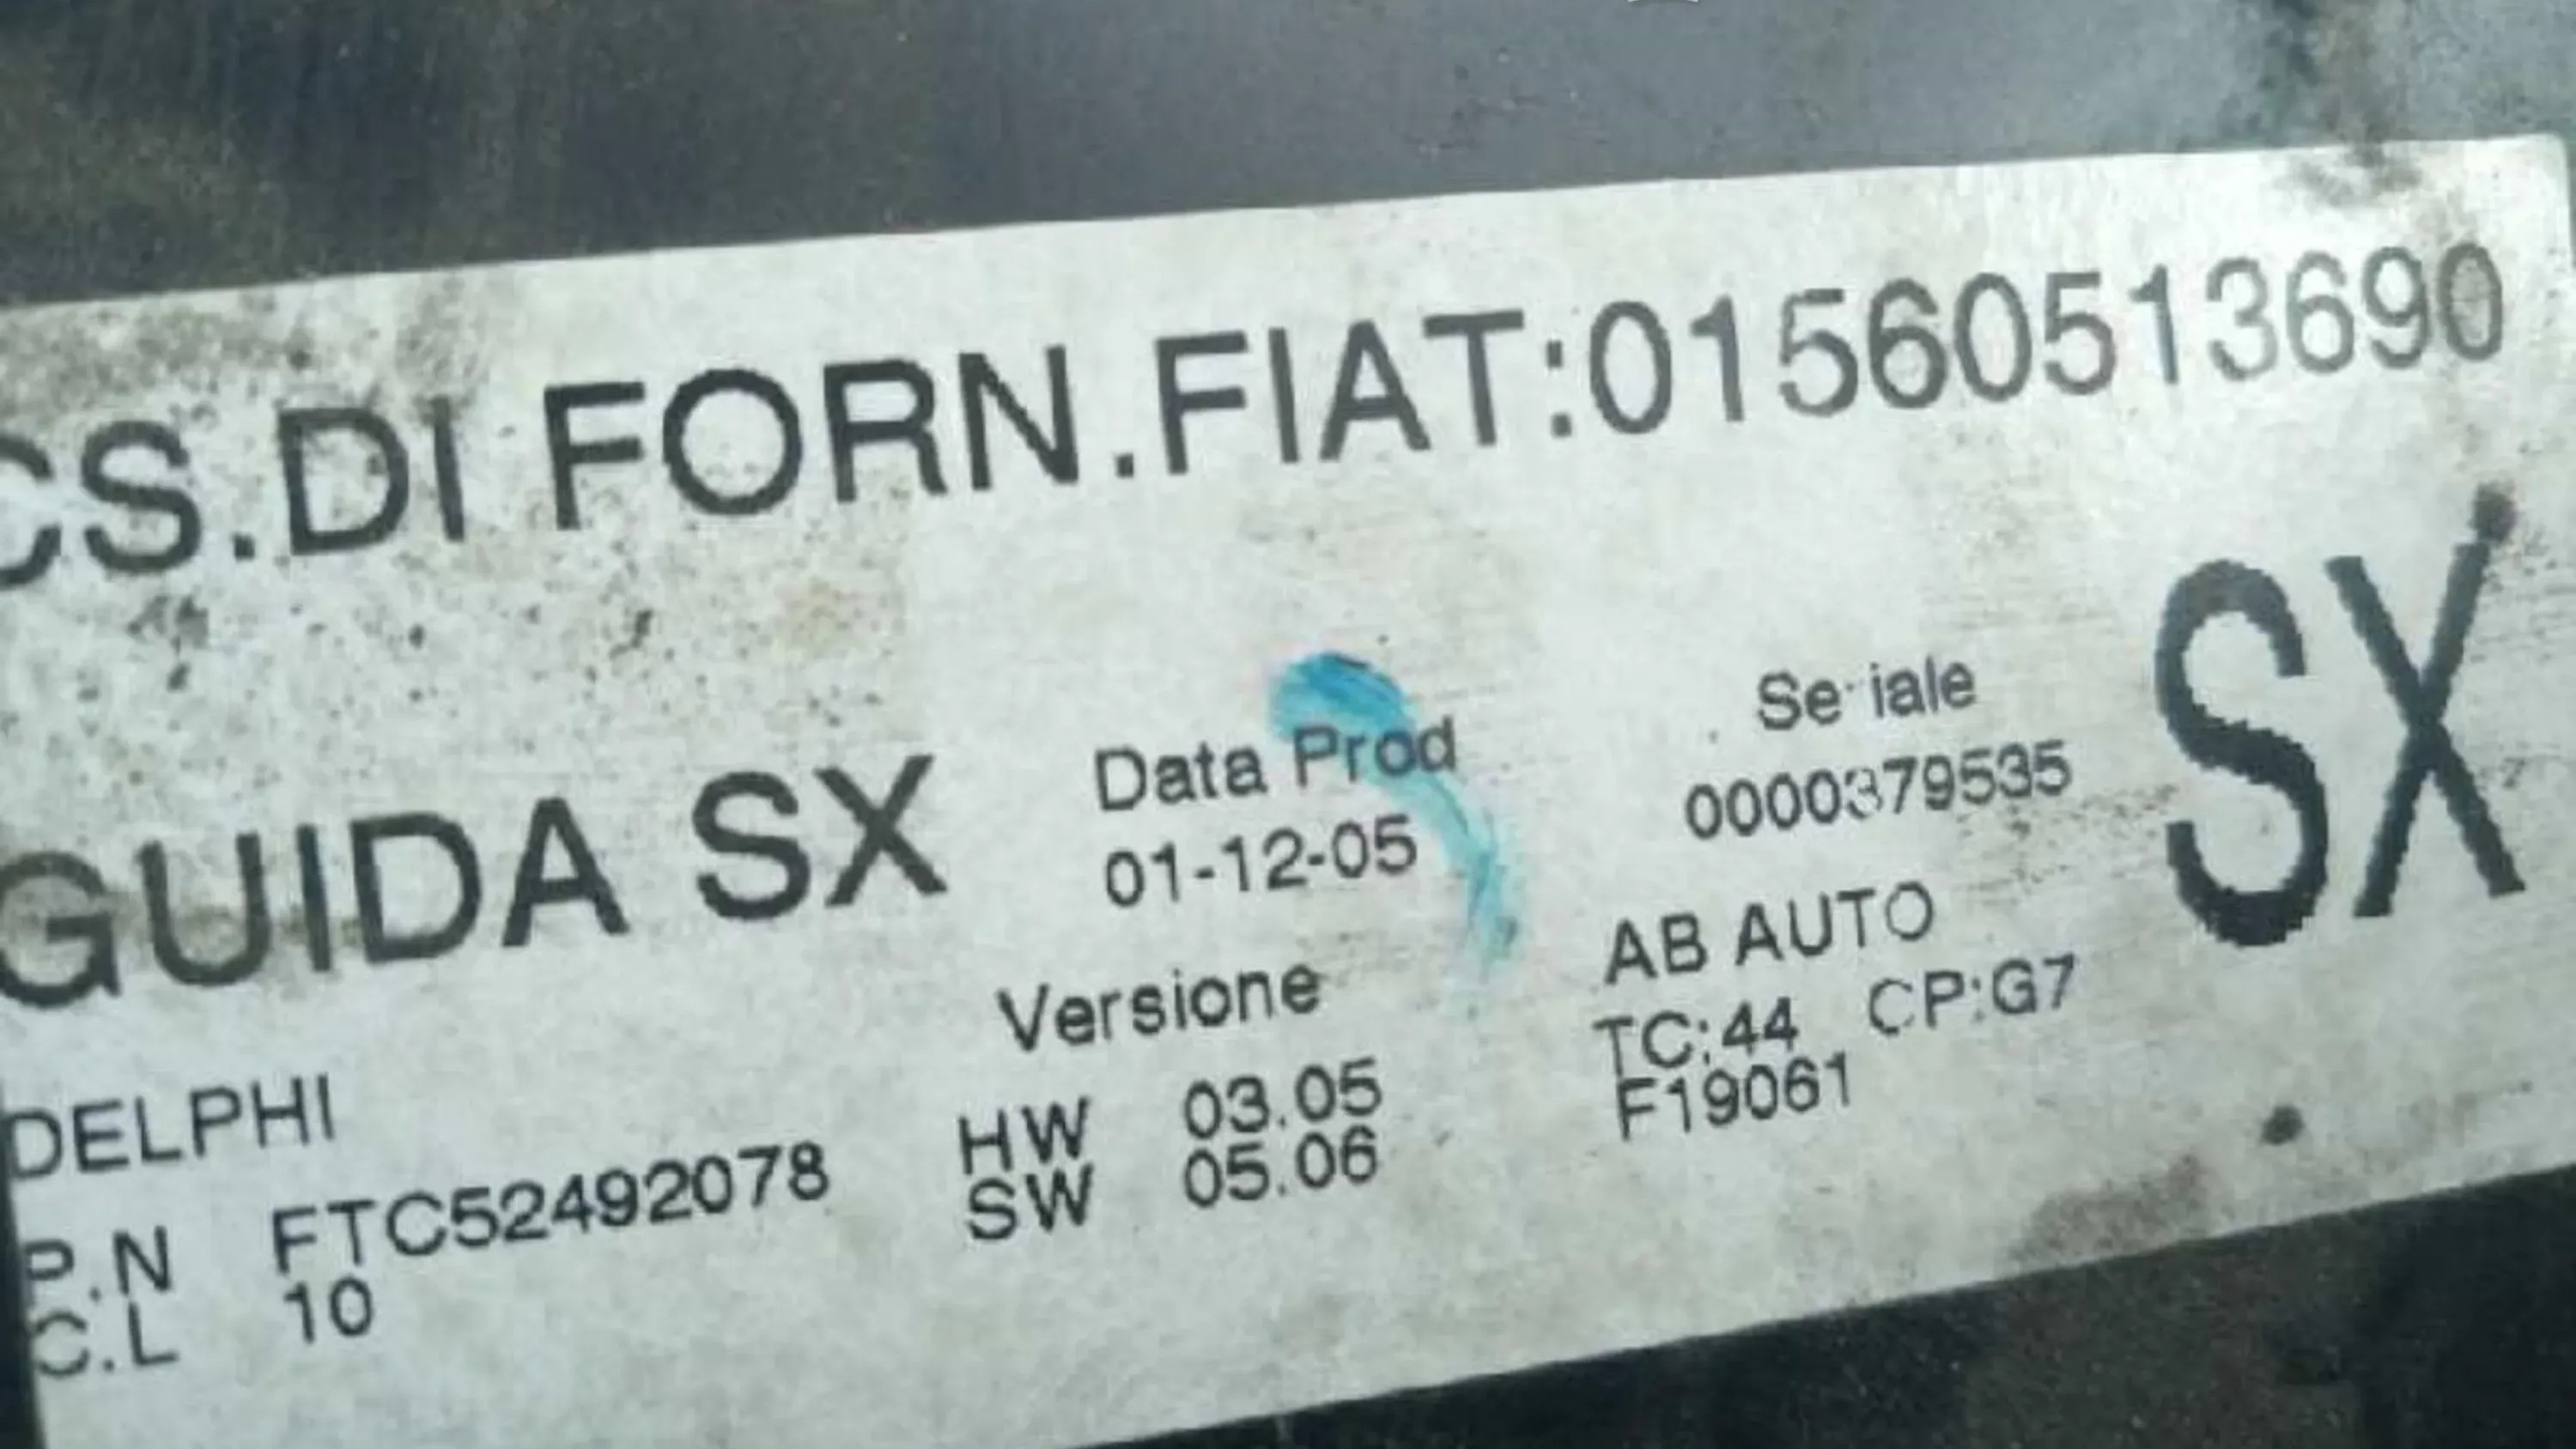 CS.DI FORN.FIAT:01560513690
GUIDA SX
Data Prod
01-12-05
Seriale
0000379535
SX
DELPHI
P.N FTC52492078
C.L 10
Versione
HW 03.05
SW 05.06
AB AUTO
TC:44 CP:G7
F19061